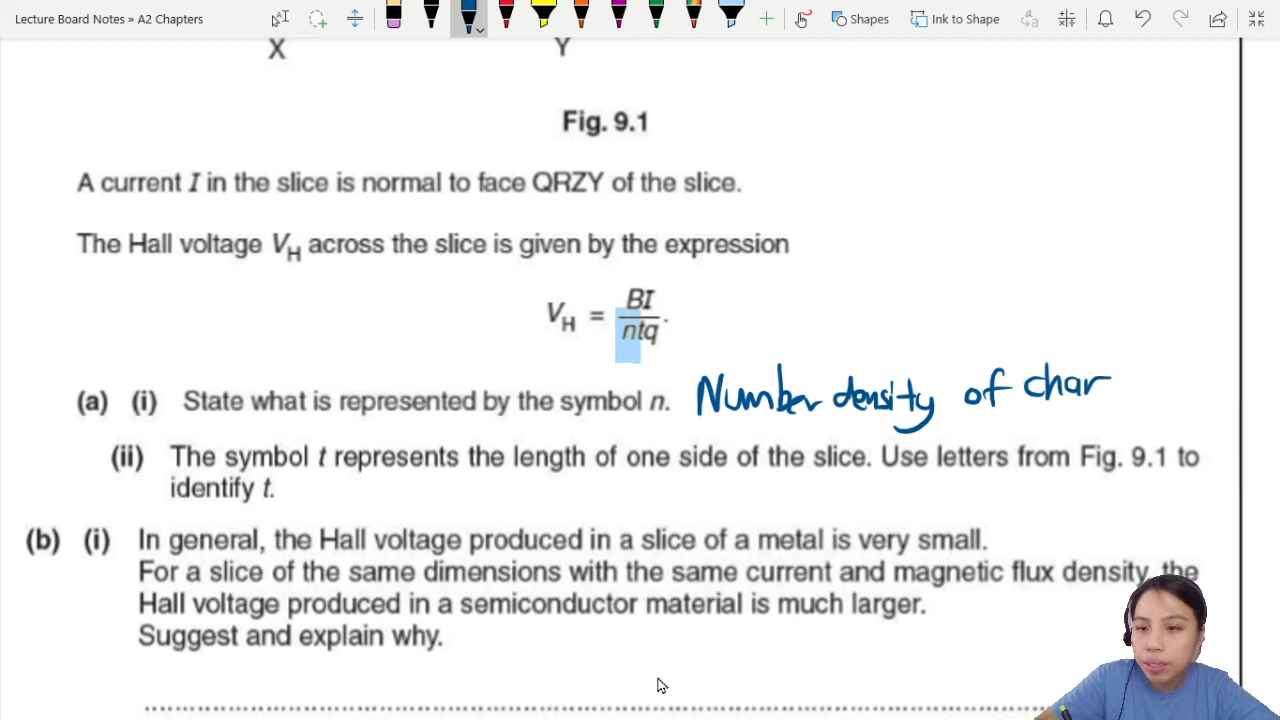 Lecture Board Notes » A2 Chapters
Shapes
Ink to Shape
X Y
Fig. 9.1
A current I in the slice is normal to face QRZY of the slice.
The Hall voltage VH across the slice is given by the expression
VH = BI / ntq.
(a) (i) State what is represented by the symbol n. Number density of char
(ii) The symbol t represents the length of one side of the slice. Use letters from Fig. 9.1 to
identify t.
(b) (i) In general, the Hall voltage produced in a slice of a metal is very small.
For a slice of the same dimensions with the same current and magnetic flux density, the
Hall voltage produced in a semiconductor material is much larger.
Suggest and explain why.